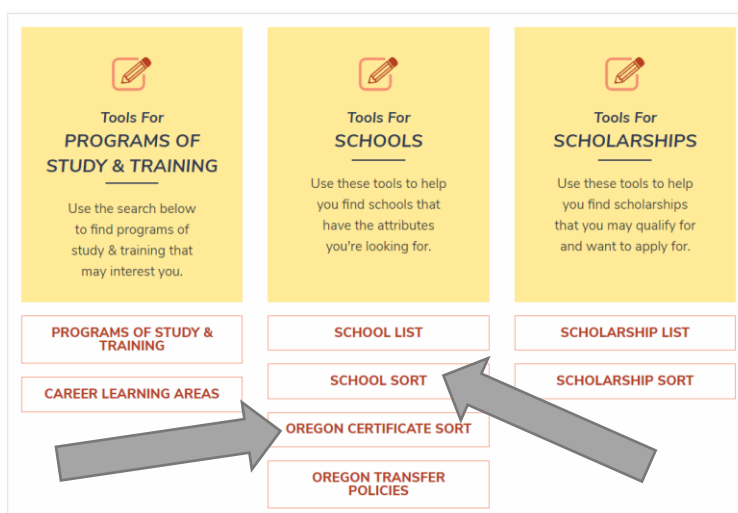 Tools For
PROGRAMS OF
STUDY & TRAINING
Use the search below
to find programs of
study & training that
may interest you.
PROGRAMS OF STUDY &
TRAINING
CAREER LEARNING AREAS
Tools For
SCHOOLS
Use these tools to help
you find schools that
have the attributes
you're looking for.
SCHOOL LIST
SCHOOL SORT
OREGON CERTIFICATE SORT
OREGON TRANSFER
POLICIES
Tools For
SCHOLARSHIPS
Use these tools to help
you find scholarships
that you may qualify for
and want to apply for.
SCHOLARSHIP LIST
SCHOLARSHIP SORT